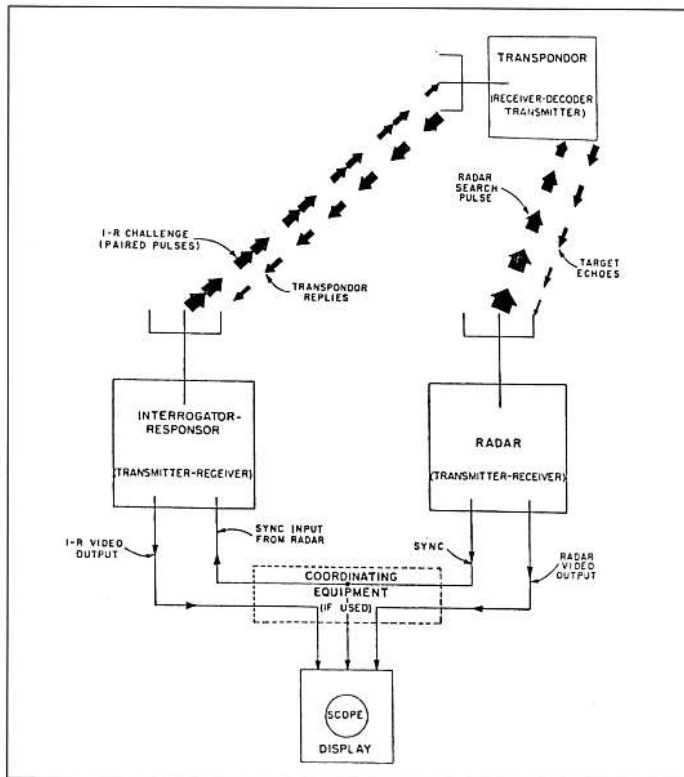 TRANSPONDOR
(RECEIVER-DECODER
TRANSMITTER)
RADAR
SEARCH
PULSE
I-R CHALLENGE
(PAIRED PULSES)
TARGET
ECHOES
TRANSPONDOR
REPLIES
INTERROGATOR-
RESPONSOR
(TRANSMITTER-RECEIVER)
RADAR
(TRANSMITTER-RECEIVER)
I-R VIDEO
OUTPUT
SYNC INPUT
FROM RADAR
SYNC
RADAR
VIDEO
OUTPUT
COORDINATING
EQUIPMENT
(IF USED)
SCOPE
DISPLAY